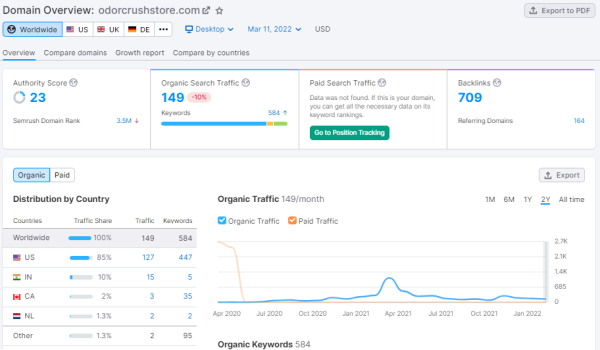 Domain Overview: odorcrushstore.com
Export to PDF
Worldwide US UK DE ••• Desktop Mar 11, 2022 USD
Overview Compare domains Growth report Compare by countries
Authority Score
23
Semrush Domain Rank 3.5M ↓
Organic Search Traffic
149 -10%
Keywords 584 ↑
Paid Search Traffic
Data was not found. If this is your domain,
you can get all the necessary data on its
keyword rankings.
Go to Position Tracking
Backlinks
709
Referring Domains 164
Organic Paid
Export
Distribution by Country
Countries Traffic Share Traffic Keywords
Worldwide 100% 149 584
US 85% 127 447
IN 10% 15 5
CA 2% 3 35
NL 1.3% 2 2
Other 1.3% 2 95
Organic Traffic 149/month
1M 6M 1Y 2Y All time
Organic Traffic Paid Traffic
2.7K
2.1K
1.4K
685
0
Apr 2020 Jul 2020 Oct 2020 Jan 2021 Apr 2021 Jul 2021 Oct 2021 Jan 2022
Organic Keywords 584